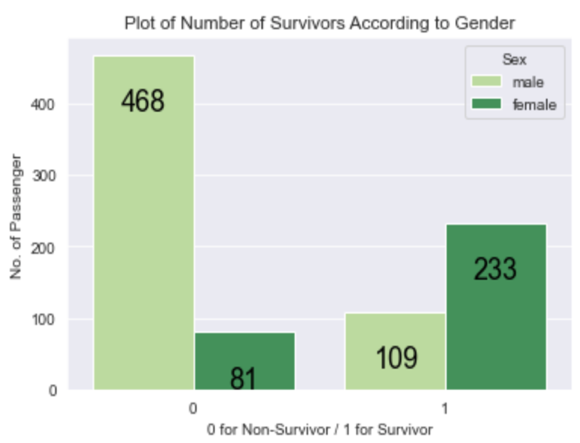 Plot of Number of Survivors According to Gender
Sex
male
female
No. of Passenger
400
300
200
100
0
468
81
109
233
0
1
0 for Non-Survivor / 1 for Survivor